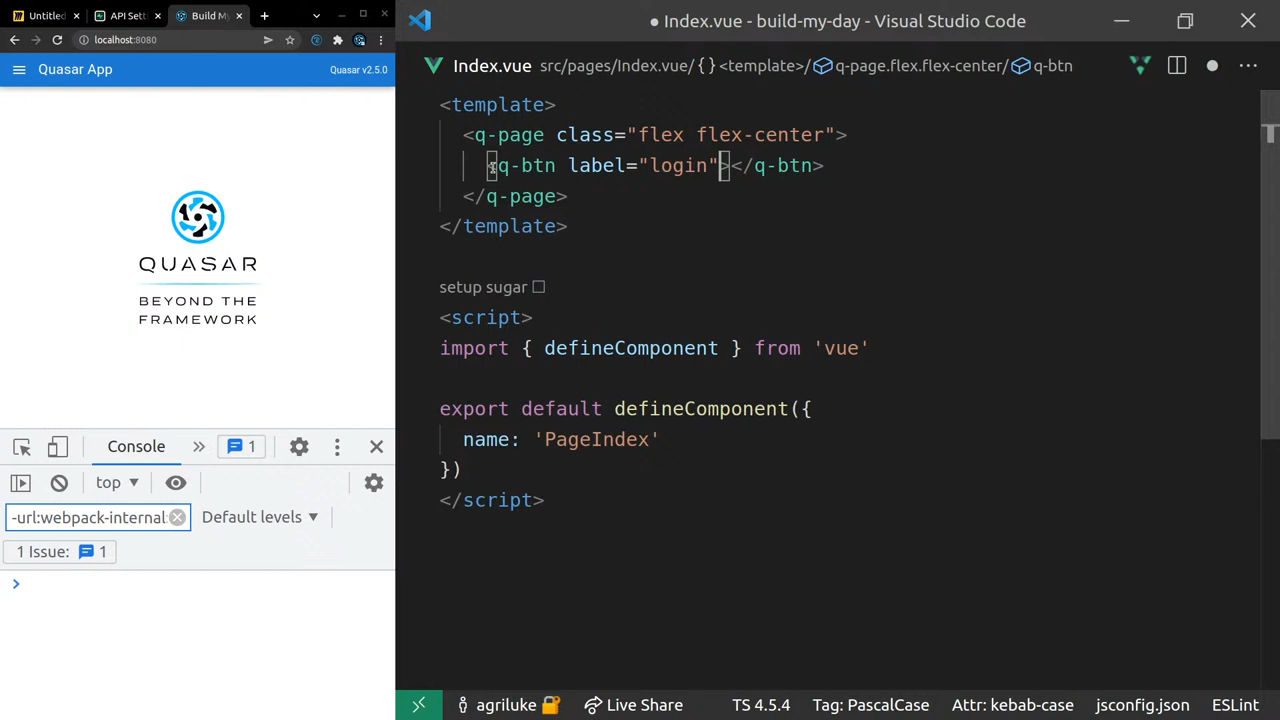 Untitled
API Sett
Build My
localhost:8080
Quasar App
Quasar v2.5.0
QUASAR
BEYOND THE
FRAMEWORK
Console
1
top
-url:webpack-internal:
Default levels
1 Issue:
1
Index.vue - build-my-day - Visual Studio Code
Index.vue src/pages/Index.vue/ {} <template>/ q-page.flex.flex-center/ q-btn
<template>
<q-page class="flex flex-center">
<q-btn label="login"></q-btn>
</q-page>
</template>
setup sugar
<script>
import { defineComponent } from 'vue'
export default defineComponent({
name: 'PageIndex'
})
</script>
agriluke
Live Share
TS 4.5.4
Tag: PascalCase
Attr: kebab-case
jsconfig.json
ESLint